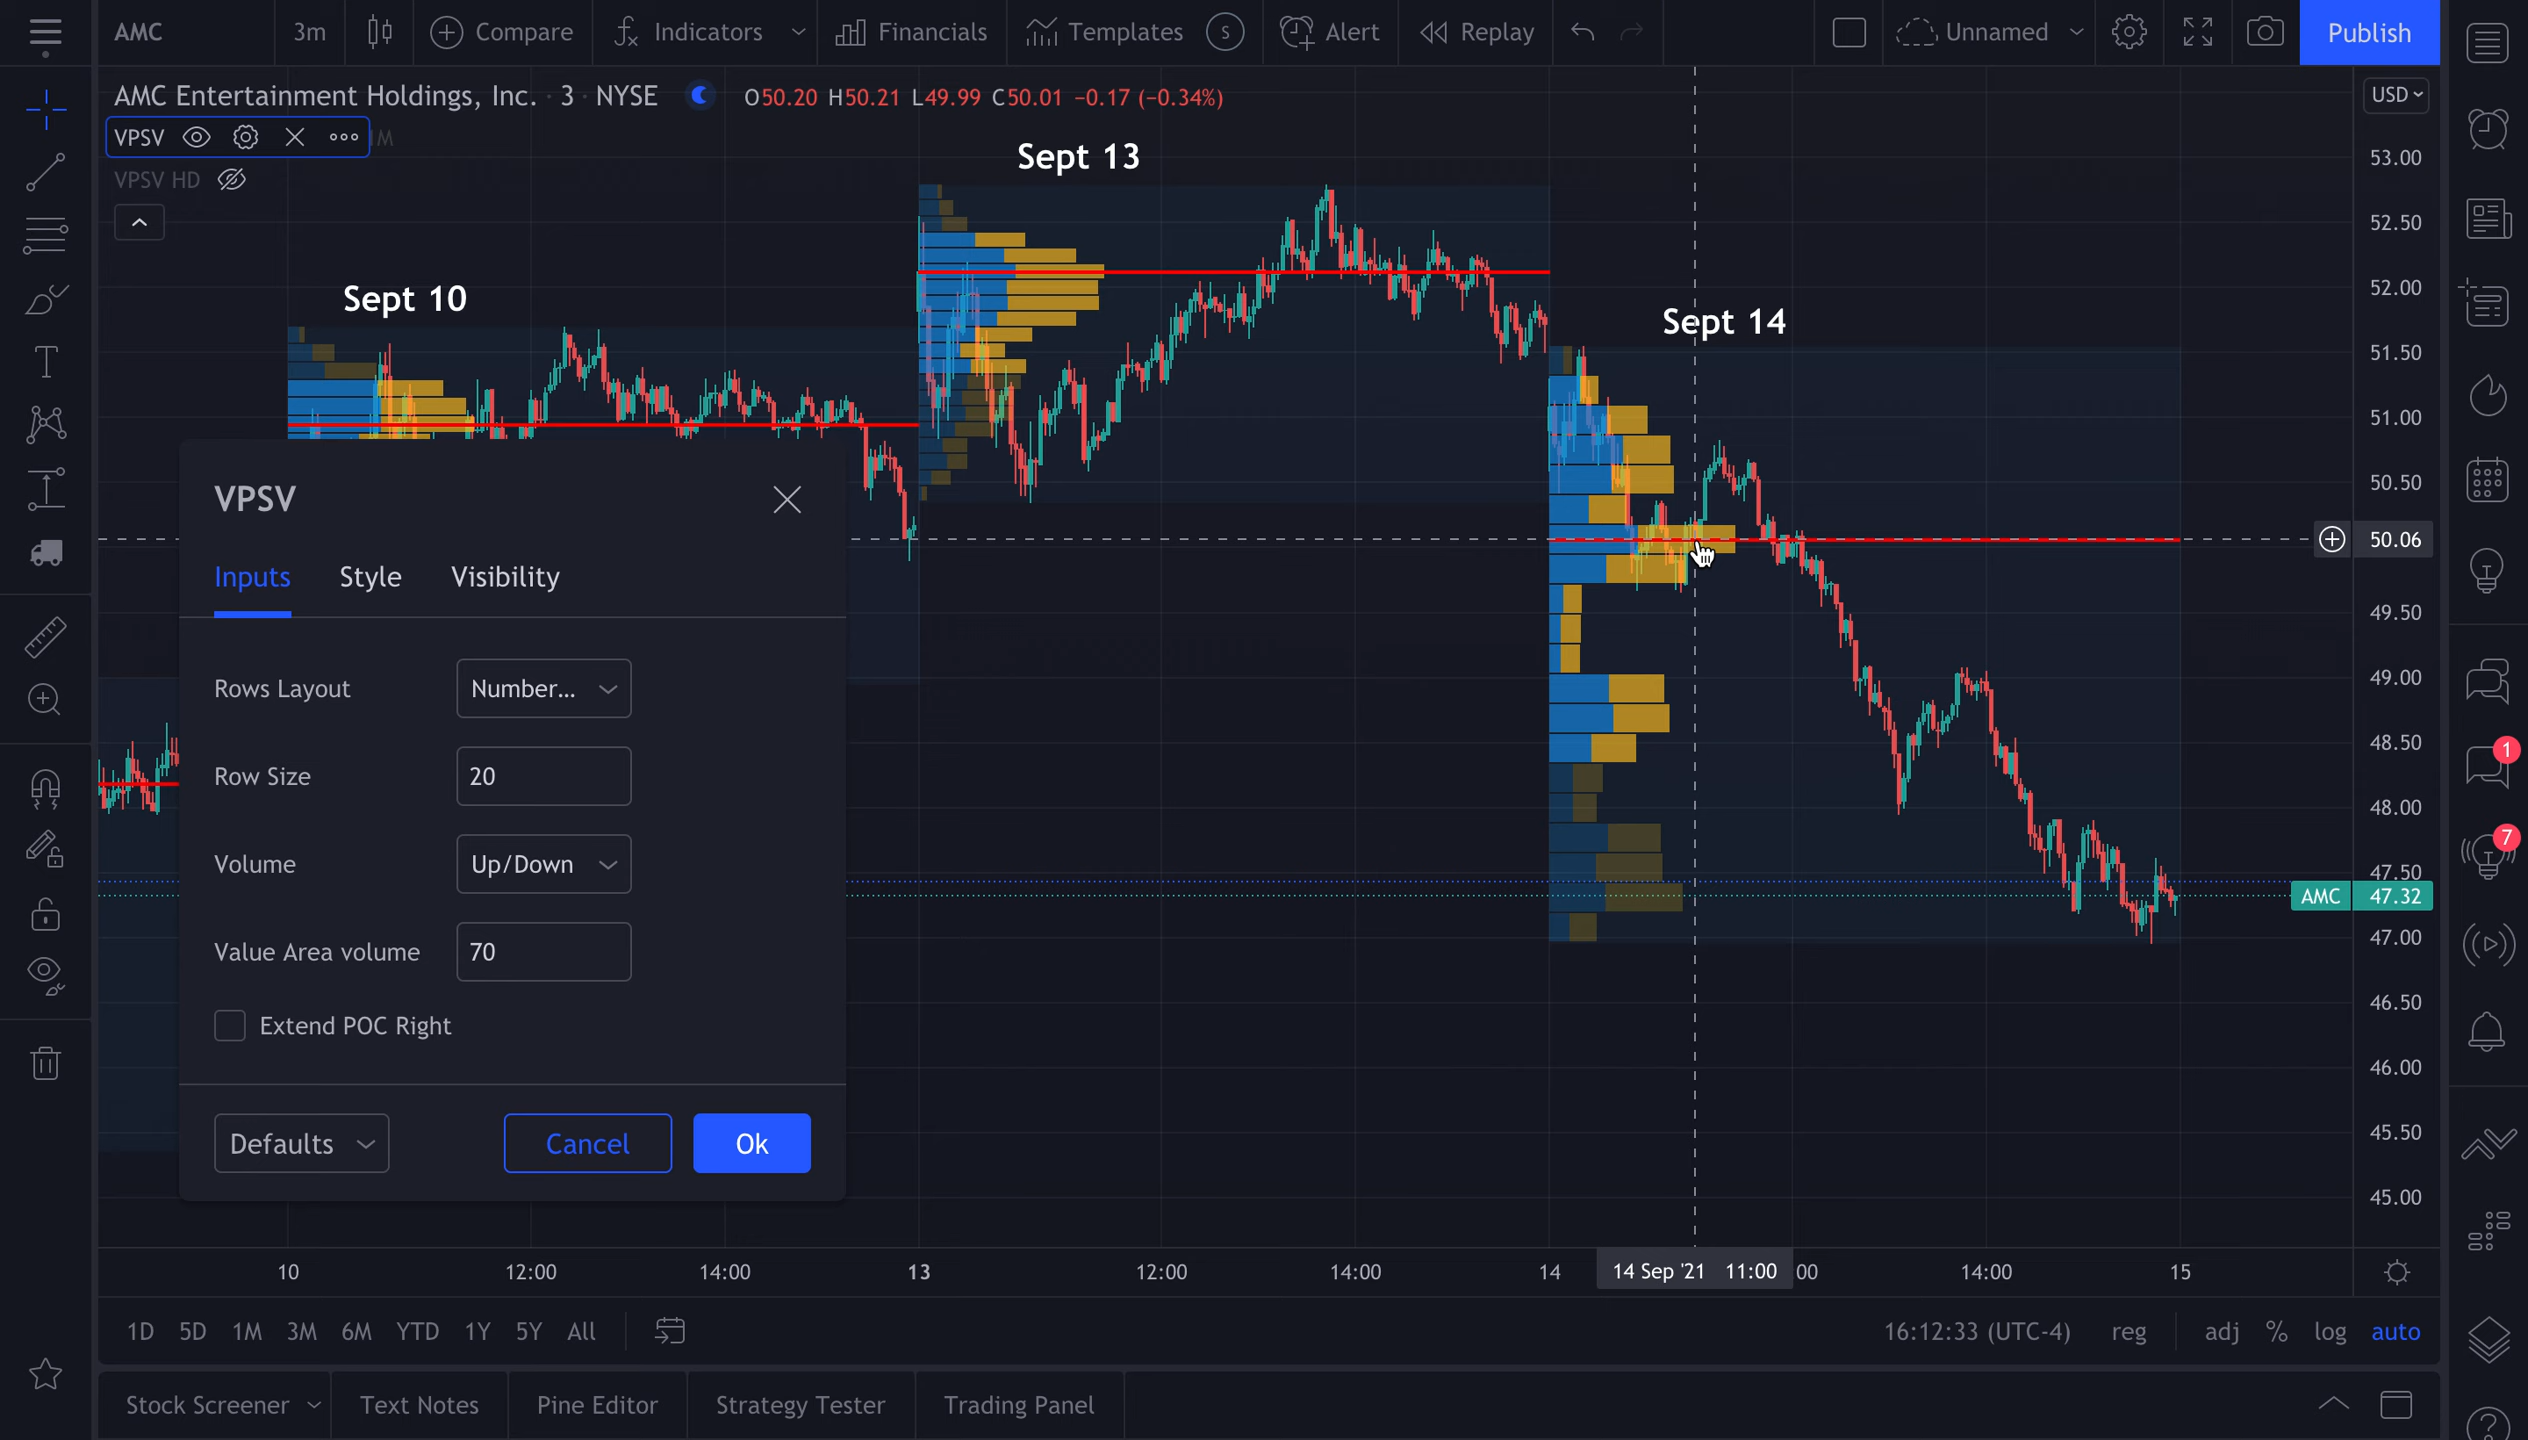 AMC 3m Compare Indicators Financials Templates S Alert Replay Unnamed Publish
AMC Entertainment Holdings, Inc. · 3 · NYSE O50.20 H50.21 L49.99 C50.01 −0.17 (−0.34%)
USD
VPSV M
VPSV HD
Sept 13
Sept 10
Sept 14
53.00
52.50
52.00
51.50
51.00
50.50
50.06
49.50
49.00
48.50
48.00
47.50
AMC 47.32
47.00
46.50
46.00
45.50
45.00
VPSV
Inputs Style Visibility
Rows Layout Number...
Row Size 20
Volume Up/Down
Value Area volume 70
Extend POC Right
Defaults Cancel Ok
1
7
10 12:00 14:00 13 12:00 14:00 14 14 Sep '21 11:00 :00 14:00 15
1D 5D 1M 3M 6M YTD 1Y 5Y All 16:12:33 (UTC-4) reg adj % log auto
Stock Screener Text Notes Pine Editor Strategy Tester Trading Panel